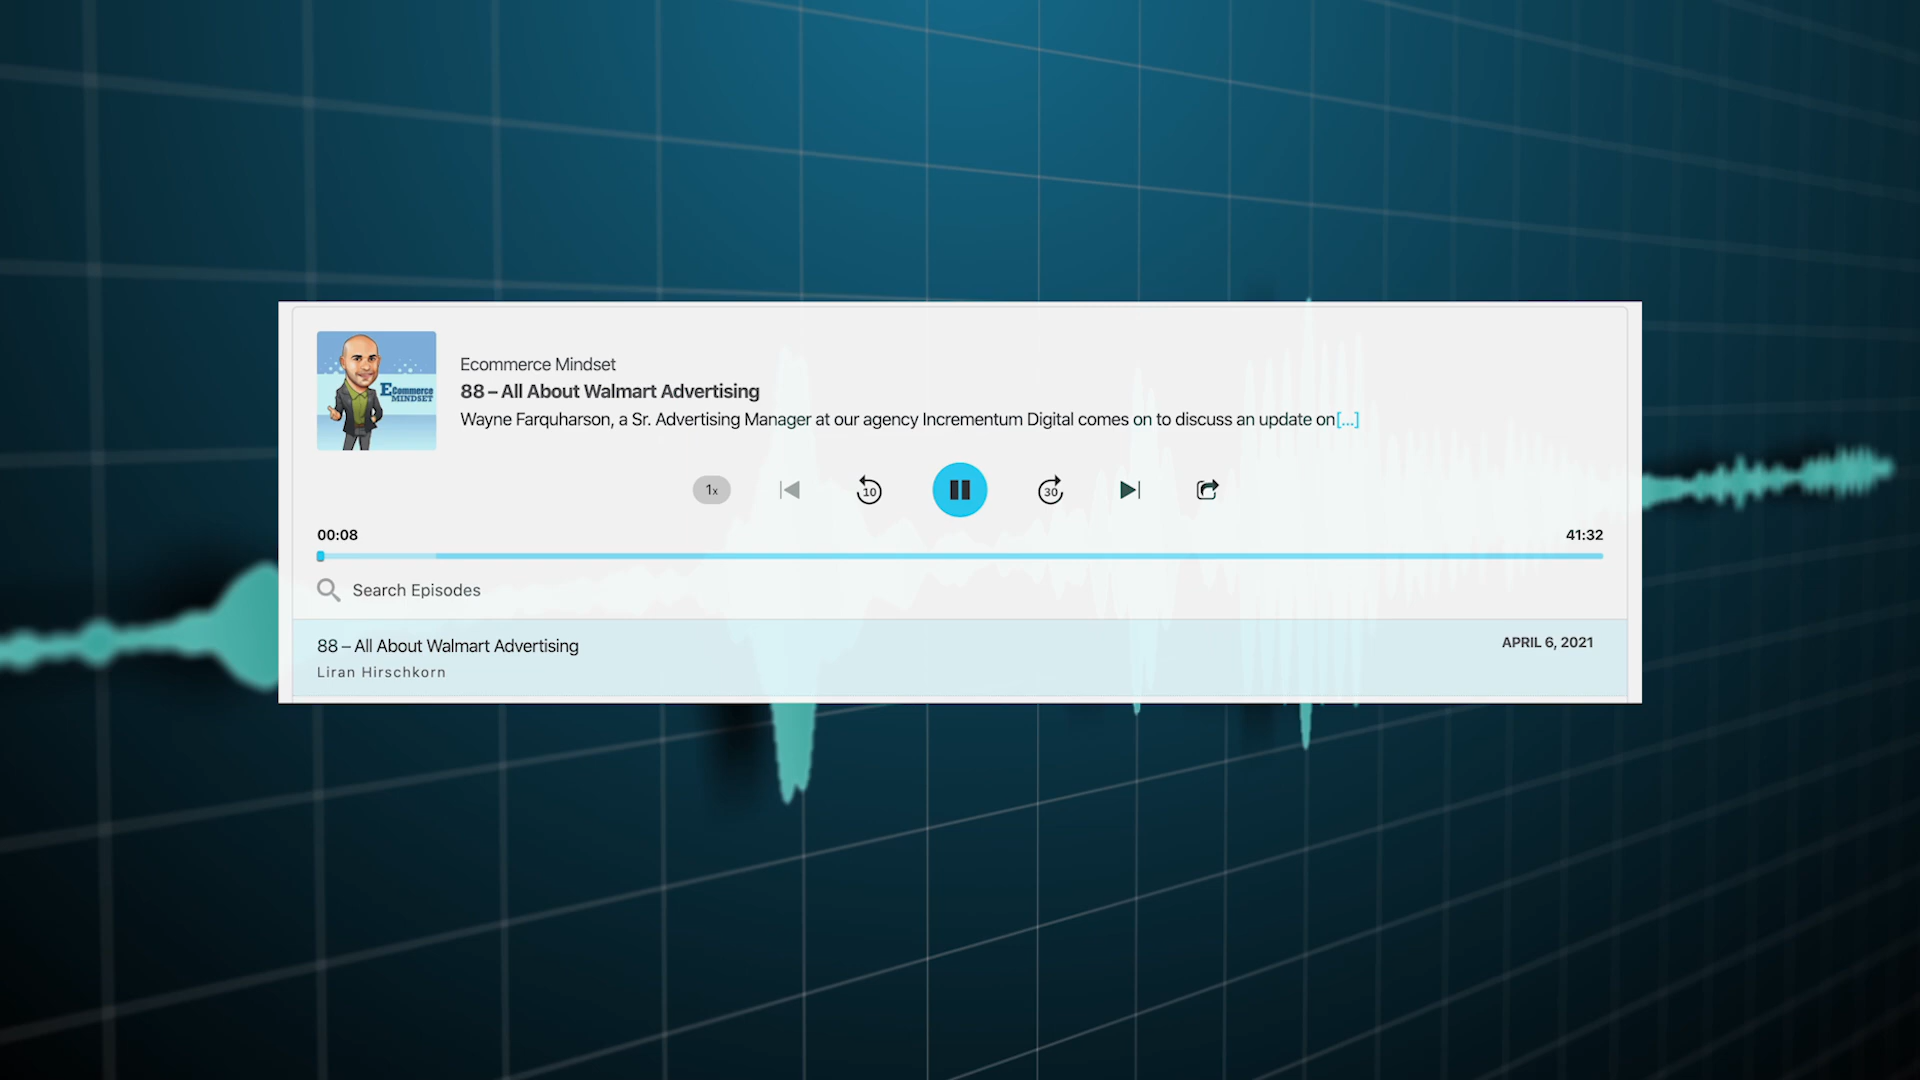 Ecommerce
MINDSET
Ecommerce Mindset
88 – All About Walmart Advertising
Wayne Farquharson, a Sr. Advertising Manager at our agency Incrementum Digital comes on to discuss an update on[...]
1x
10
30
00:08
41:32
Search Episodes
88 – All About Walmart Advertising
APRIL 6, 2021
Liran Hirschkorn